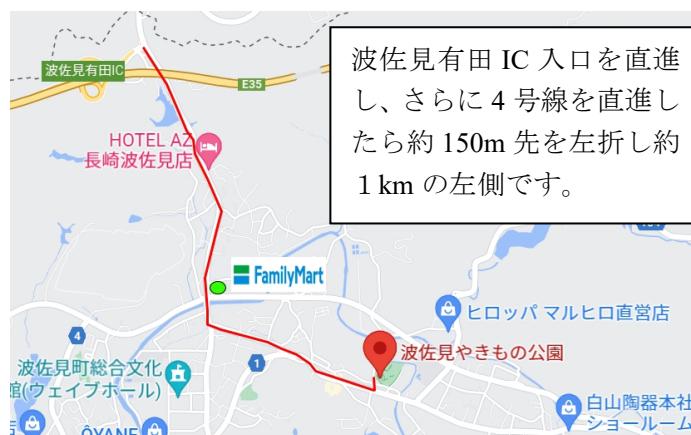 波佐見有田 IC 入口を直進
し、さらに 4 号線を直進し
たら約 150m 先を左折し約
１km の左側です。
波佐見有田IC
E35
HOTEL AZ
長崎波佐見店
FamilyMart
ヒロッパ マルヒロ直営店
4
波佐見やきもの公園
1
波佐見町総合文化
館(ウェイブホール)
白山陶器本社
ショールーム
ŌYANE